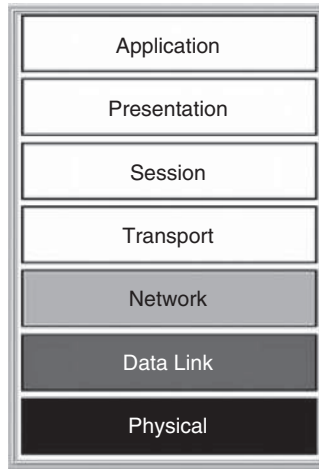 Application
Presentation
Session
Transport
Network
Data Link
Physical